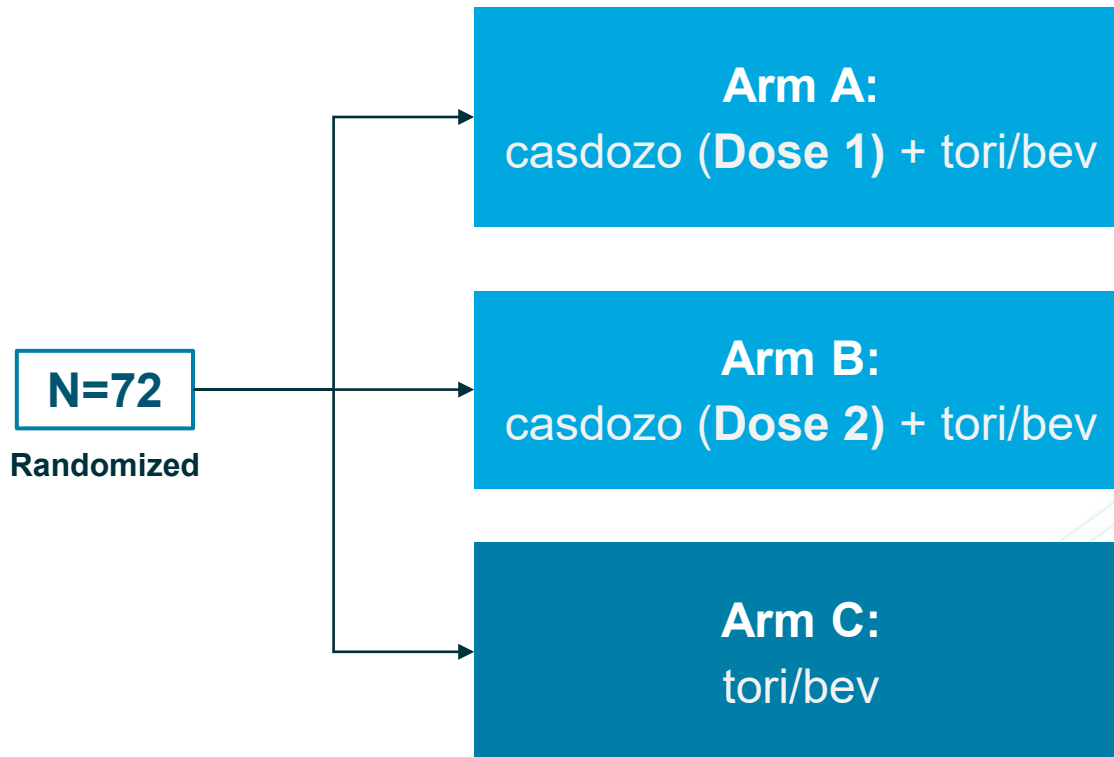 Arm A:
casdozo (Dose 1) + tori/bev
Arm B:
casdozo (Dose 2) + tori/bev
N=72
Randomized
Arm C:
tori/bev